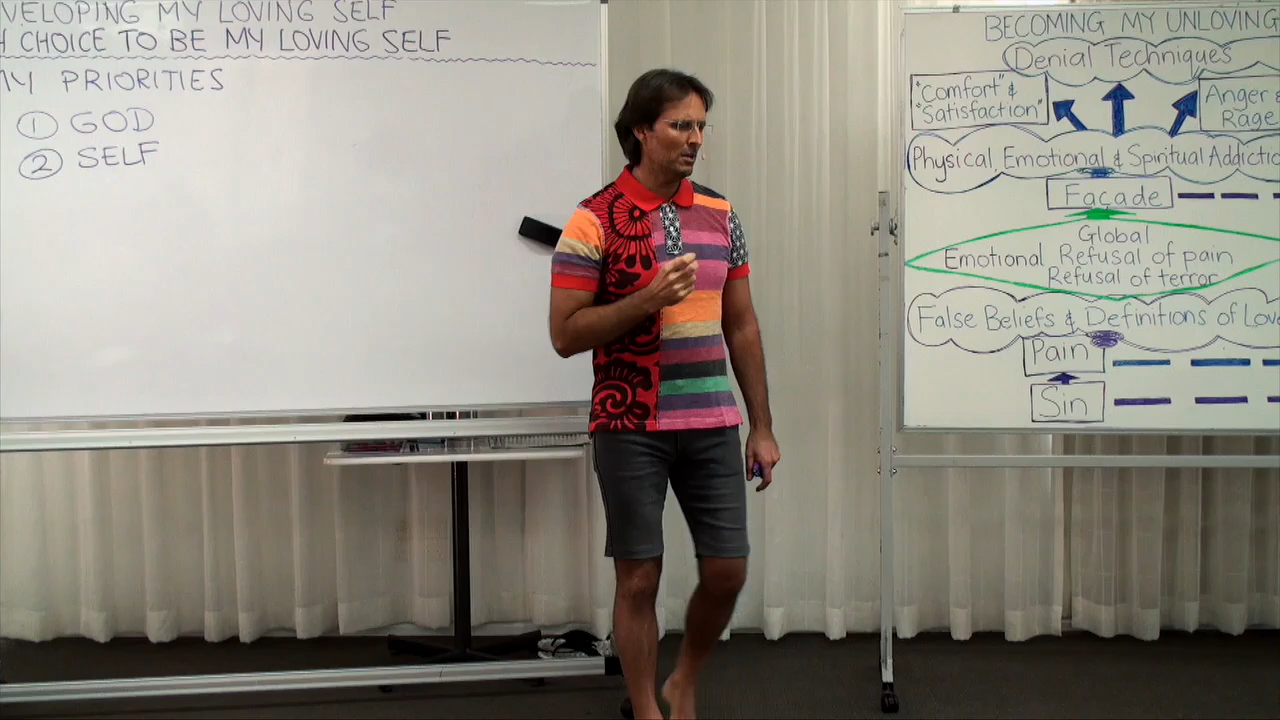 VELOPING MY LOVING SELF
CHOICE TO BE MY LOVING SELF
MY PRIORITIES
1 GOD
2 SELF
BECOMING MY UNLOVING
Denial Techniques
"Comfort" &
"Satisfaction"
Anger &
Rage
Physical, Emotional & Spiritual Addictio
Façade
Global
Emotional Refusal of pain
Refusal of terror
False Beliefs & Definitions of Love
Pain
Sin